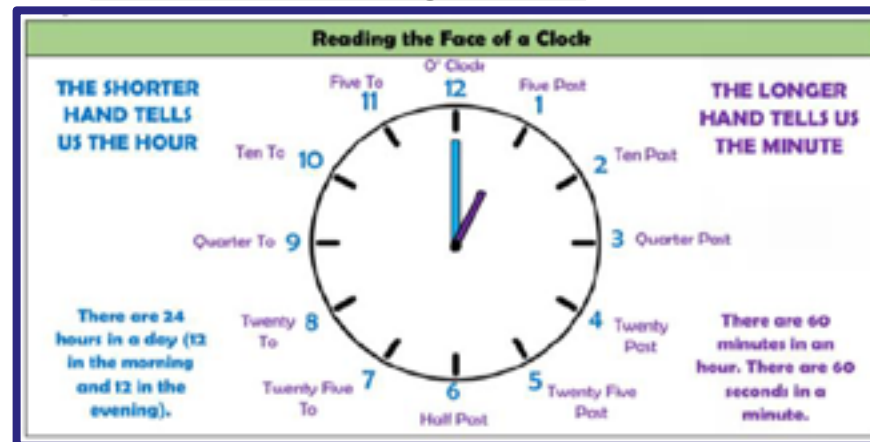 Reading the Face of a Clock
THE SHORTER
HAND TELLS
US THE HOUR
O' Clock
12
Five Past
1
2 Ten Past
3 Quarter Past
4 Twenty
Past
5 Twenty Five
Past
6
Half Past
Twenty Five 7
To
Twenty 8
To
Quarter To 9
Ten To 10
Five To
11
THE LONGER
HAND TELLS US
THE MINUTE
There are 24
hours in a day (12
in the morning
and 12 in the
evening).
There are 60
minutes in an
hour. There are 60
seconds in a
minute.